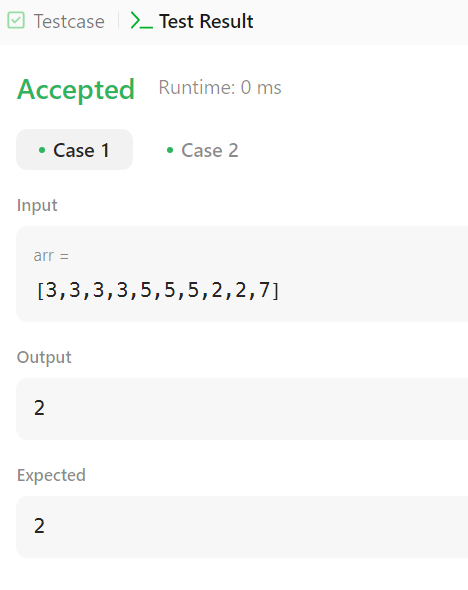 Testcase
Test Result
Accepted Runtime: 0 ms
Case 1 Case 2
Input
arr =
[3,3,3,3,5,5,5,2,2,7]
Output
2
Expected
2